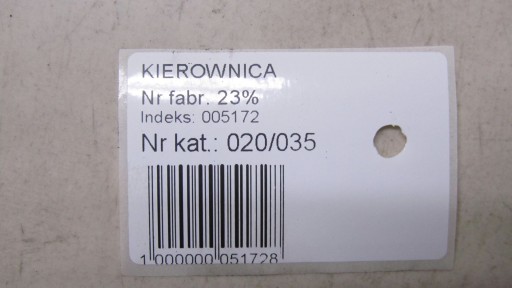 KIEROWNICA
Nr fabr: 23%
Indeks: 005172
Nr kat.: 020/035
1 000000 051728